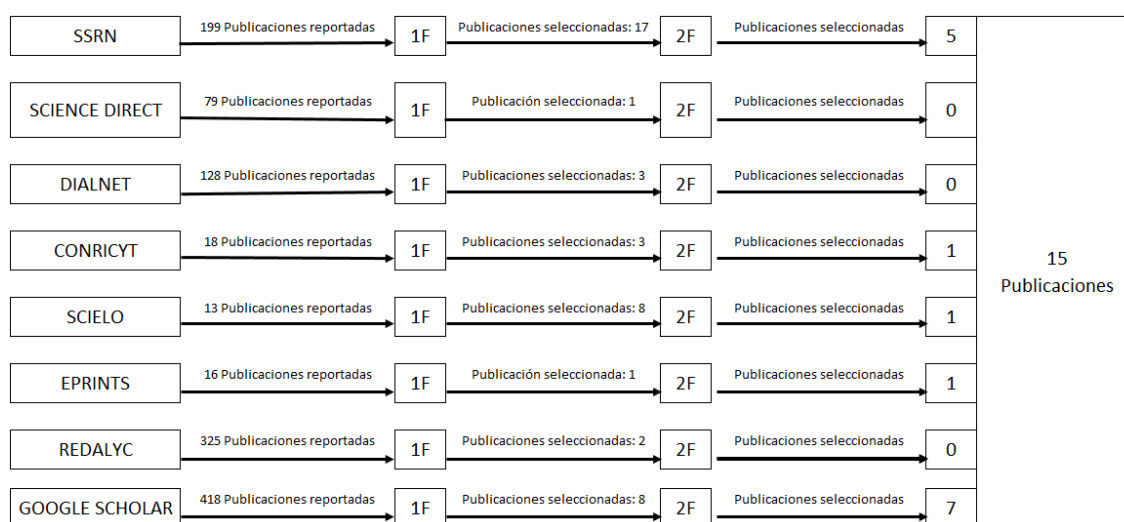 SSRN 199 Publicaciones reportadas 1F Publicaciones seleccionadas: 17 2F Publicaciones seleccionadas 5
SCIENCE DIRECT 79 Publicaciones reportadas 1F Publicación seleccionada: 1 2F Publicaciones seleccionadas 0
DIALNET 128 Publicaciones reportadas 1F Publicaciones seleccionadas: 3 2F Publicaciones seleccionadas 0
CONRICYT 18 Publicaciones reportadas 1F Publicaciones seleccionadas: 3 2F Publicaciones seleccionadas 1
SCIELO 13 Publicaciones reportadas 1F Publicaciones seleccionadas: 8 2F Publicaciones seleccionadas 1
EPRINTS 16 Publicaciones reportadas 1F Publicación seleccionada: 1 2F Publicaciones seleccionadas 1
REDALYC 325 Publicaciones reportadas 1F Publicaciones seleccionadas: 2 2F Publicaciones seleccionadas 0
GOOGLE SCHOLAR 418 Publicaciones reportadas 1F Publicaciones seleccionadas: 8 2F Publicaciones seleccionadas 7
15
Publicaciones